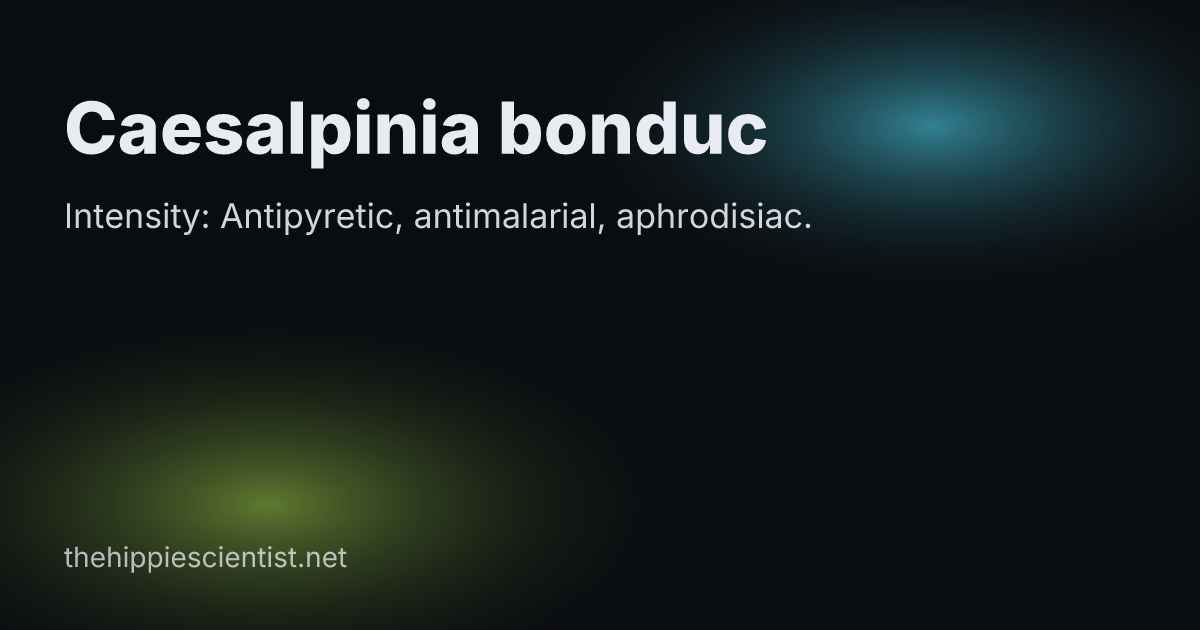 Caesalpinia bonduc
Intensity: Antipyretic, antimalarial, aphrodisiac.
thehippiescientist.net